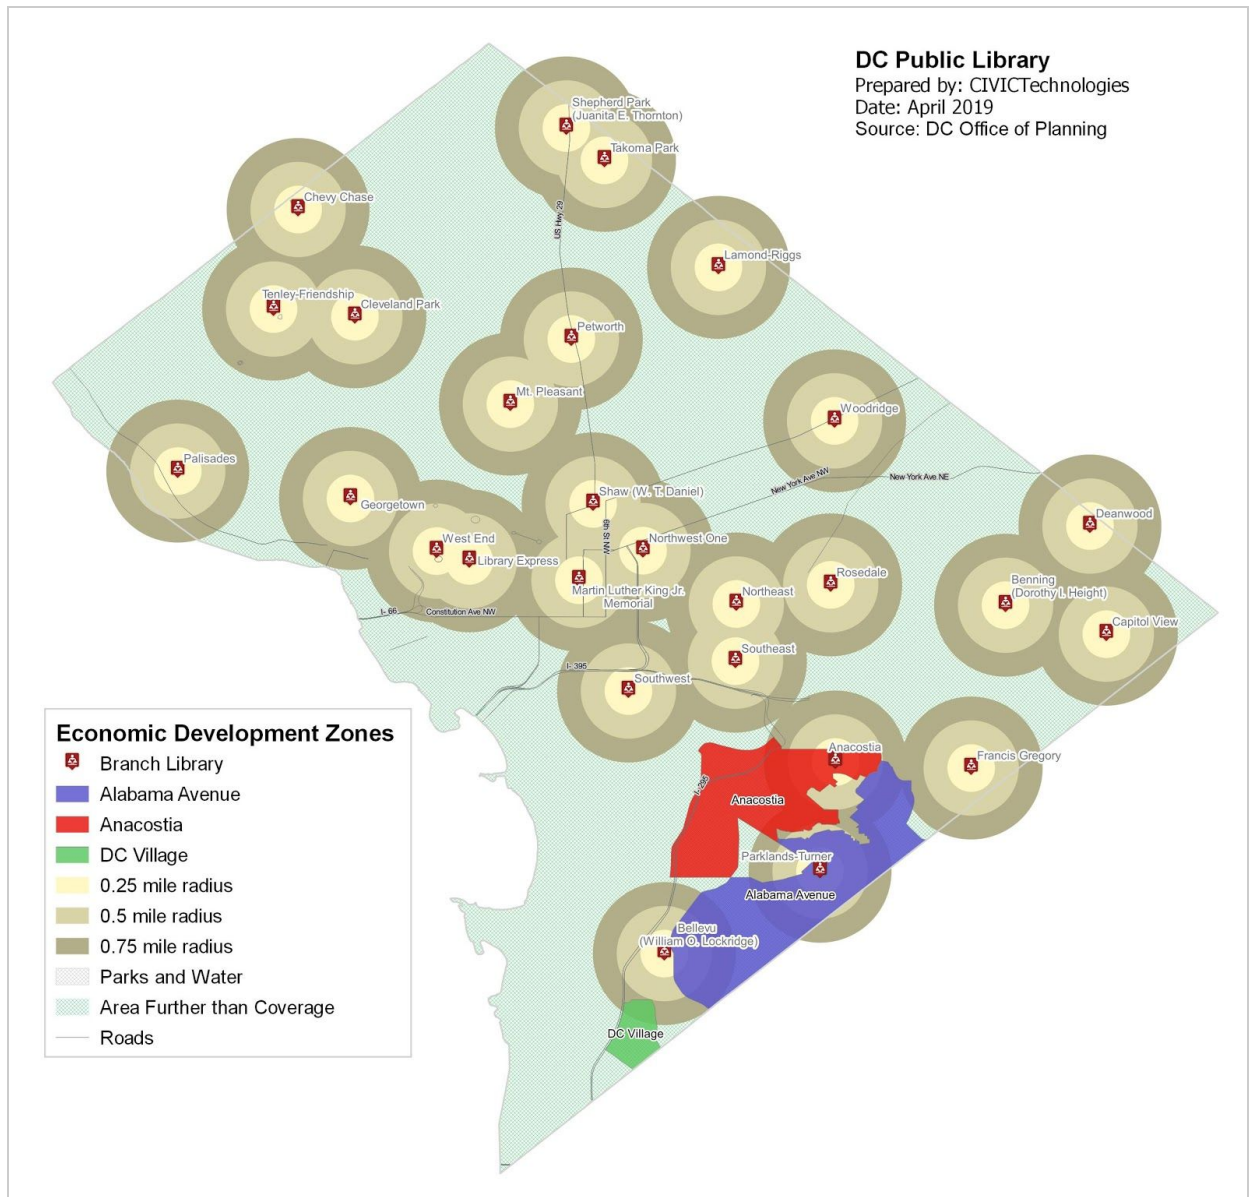 DC Public Library
Prepared by: CIVICTechnologies
Date: April 2019
Source: DC Office of Planning
Shepherd Park
(Juanita E. Thornton)
Takoma Park
Chevy Chase
US Hwy 29
Lamond-Riggs
Tenley-Friendship
Cleveland Park
Petworth
Mt. Pleasant
Woodridge
Palisades
New York Ave NW
New York Ave NE
Georgetown
Shaw (W. T. Daniel)
Deanwood
6th St NW
West End
Northwest One
Library Express
Rosedale
Benning
(Dorothy I. Height)
Martin Luther King Jr.
Memorial
Northeast
I- 66
Constitution Ave NW
Capitol View
Southeast
I- 395
Southwest
Anacostia
Francis Gregory
I- 295
Anacostia
Parklands-Turner
Alabama Avenue
Bellevu
(William O. Lockridge)
DC Village
Economic Development Zones
Branch Library
Alabama Avenue
Anacostia
DC Village
0.25 mile radius
0.5 mile radius
0.75 mile radius
Parks and Water
Area Further than Coverage
Roads